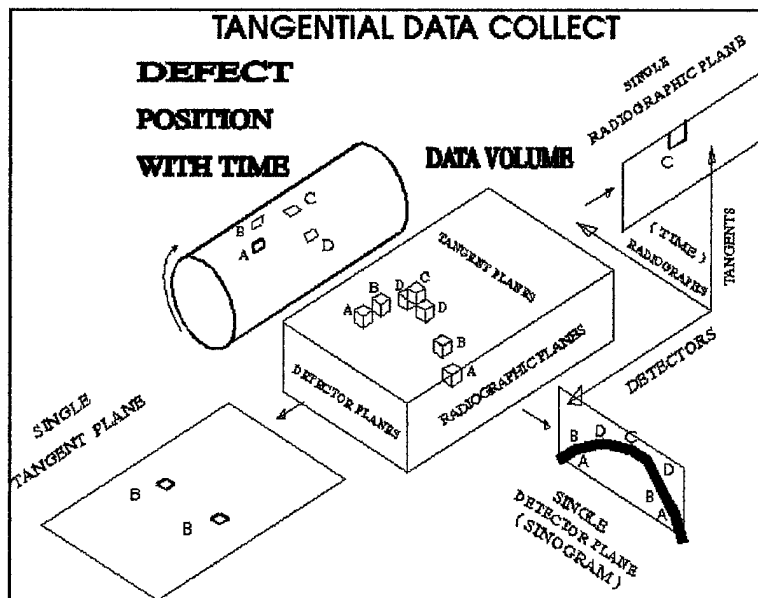 TANGENTIAL DATA COLLECT
DEFECT
POSITION
WITH TIME
DATA VOLUME
SINGLE
RADIOGRAPHIC PLANE
C
B
C
A
D
(TIME)
RADIOGRAPHS
TANGENTS
DETECTORS
TANGENT PLANES
A
B
D
C
D
B
A
DETECTOR PLANES
RADIOGRAPHIC PLANES
SINGLE
TANGENT PLANE
B
B
B
D
C
D
A
B
A
SINGLE
DETECTOR PLANE
(SINOGRAM)